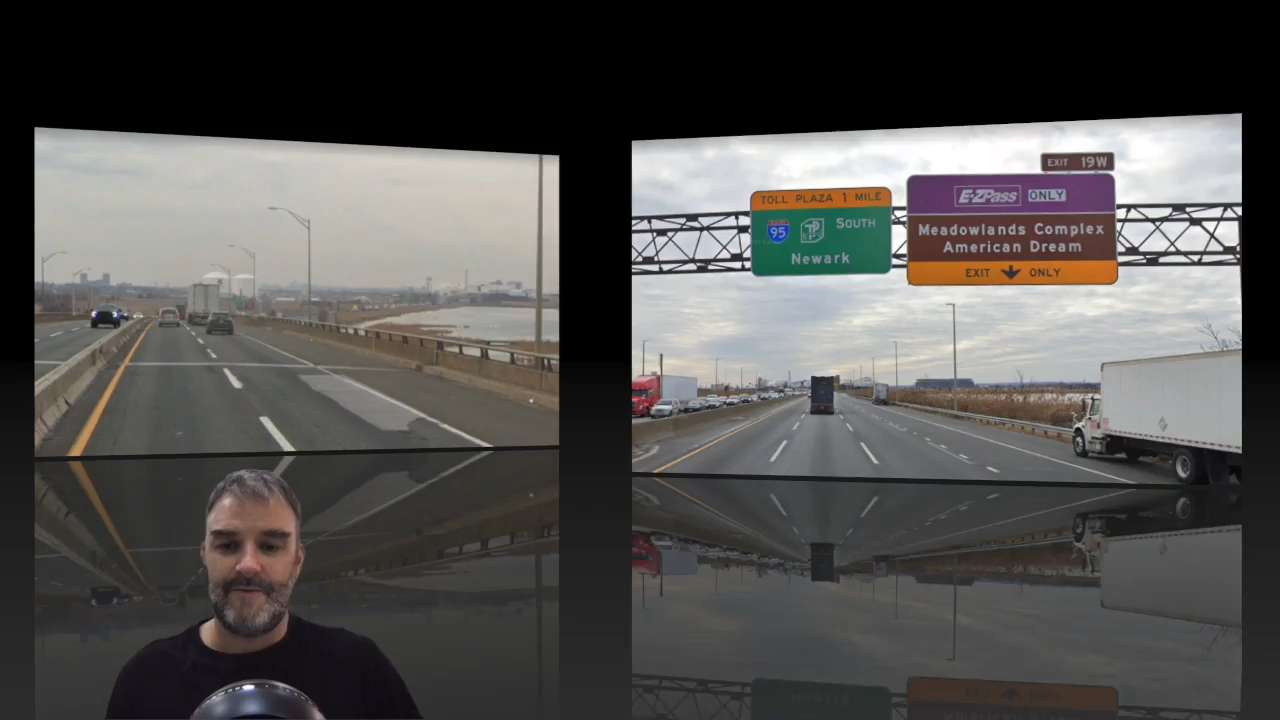 EXIT 19W
TOLL PLAZA 1 MILE
95 TP SOUTH
Newark
E-ZPass ONLY
Meadowlands Complex
American Dream
EXIT ONLY